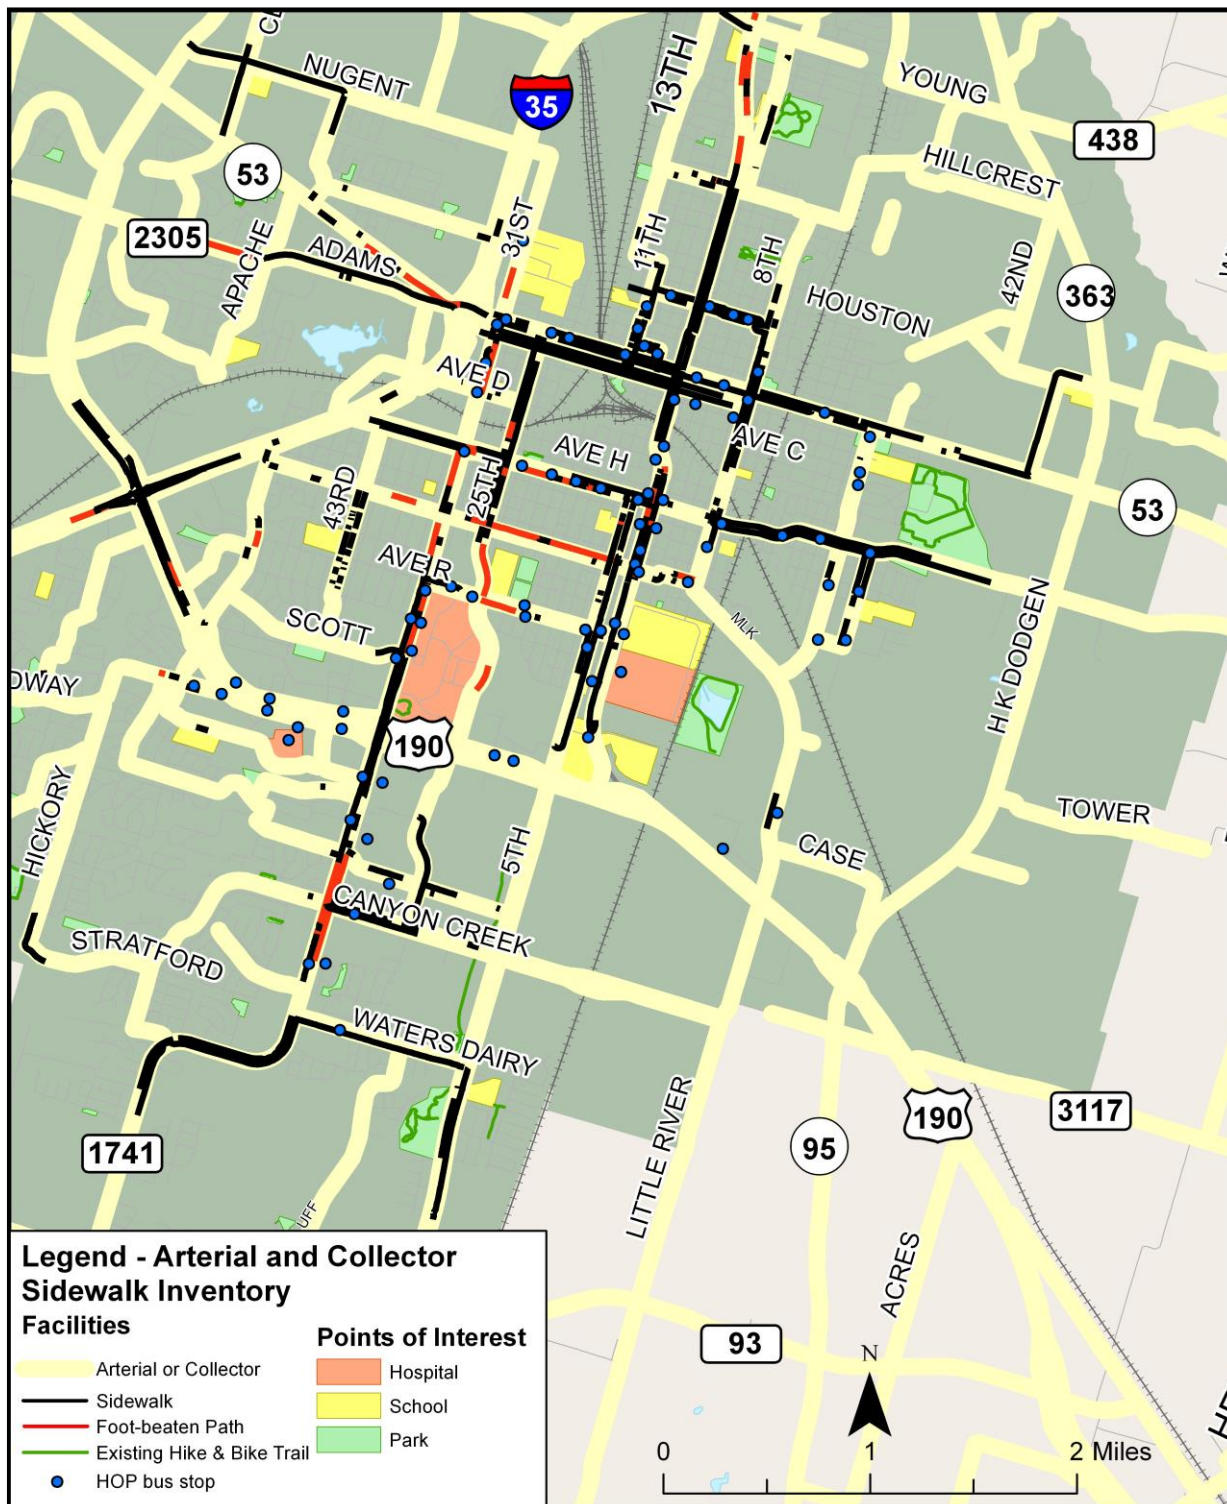 NUGENT
35
13TH
YOUNG
438
53
HILLCREST
2305
31ST
11TH
8TH
ADAMS
APACHE
42ND
363
HOUSTON
AVE D
AVE C
AVE H
25TH
43RD
53
AVE R
SCOTT
MLK
H K DODGEN
190
HICKORY
TOWER
5TH
CASE
CANYON CREEK
STRATFORD
WATERS DAIRY
LITTLE RIVER
190
3117
95
1741
UFF
ACRES
93
Legend - Arterial and Collector
Sidewalk Inventory
Facilities
Points of Interest
Arterial or Collector
Hospital
Sidewalk
School
Foot-beaten Path
Park
Existing Hike & Bike Trail
HOP bus stop
N
0 1 2 Miles